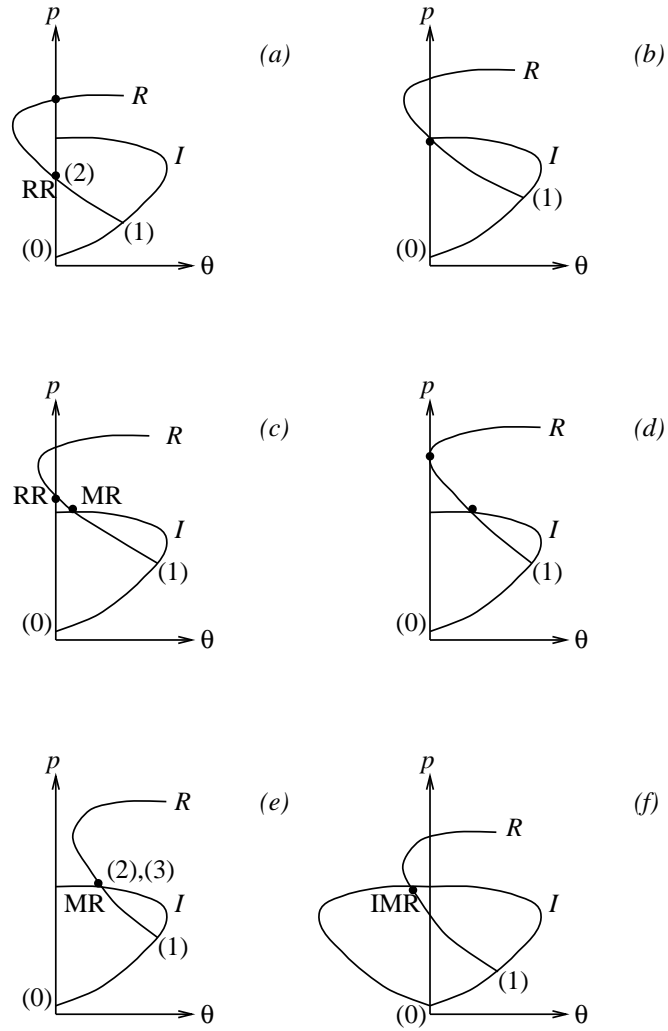 p
(a)
R
I
(2)
RR
(1)
(0)
θ
p
(b)
R
I
(1)
(0)
θ
p
(c)
R
RR
MR
I
(1)
(0)
θ
p
(d)
R
I
(1)
(0)
θ
p
(e)
R
(2),(3)
MR
I
(1)
(0)
θ
p
(f)
R
IMR
I
(1)
(0)
θ